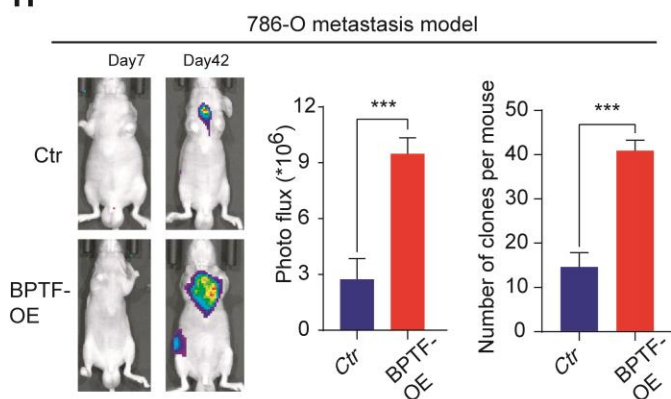 786-O metastasis model
Day7 Day42
Ctr
BPTF-
OE
Photo flux (*10⁶)
12
9
6
3
0
***
Ctr
BPTF-
OE
Number of clones per mouse
50
40
30
20
10
0
***
Ctr
BPTF-
OE